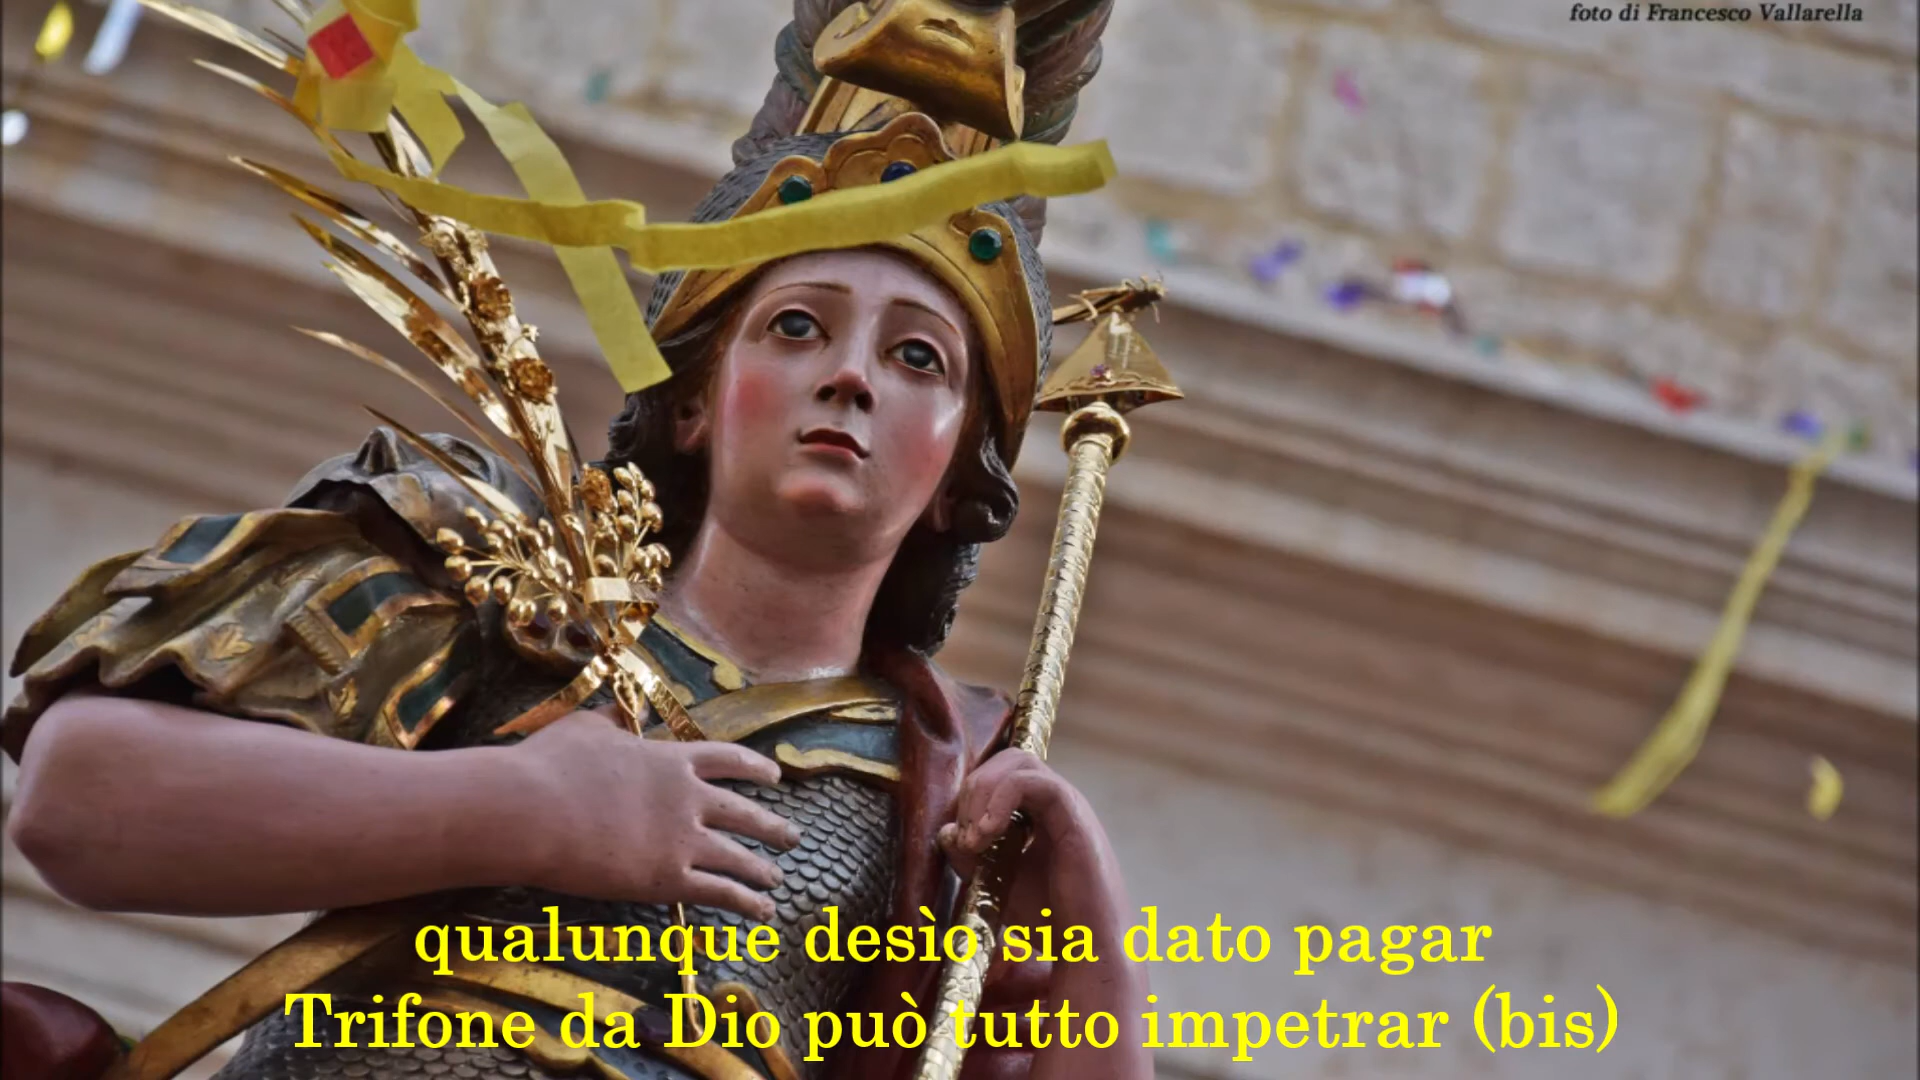 foto di Francesco Vallarella
qualunque desìo sia dato pagar
Trifone da Dio può tutto impetrar (bis)